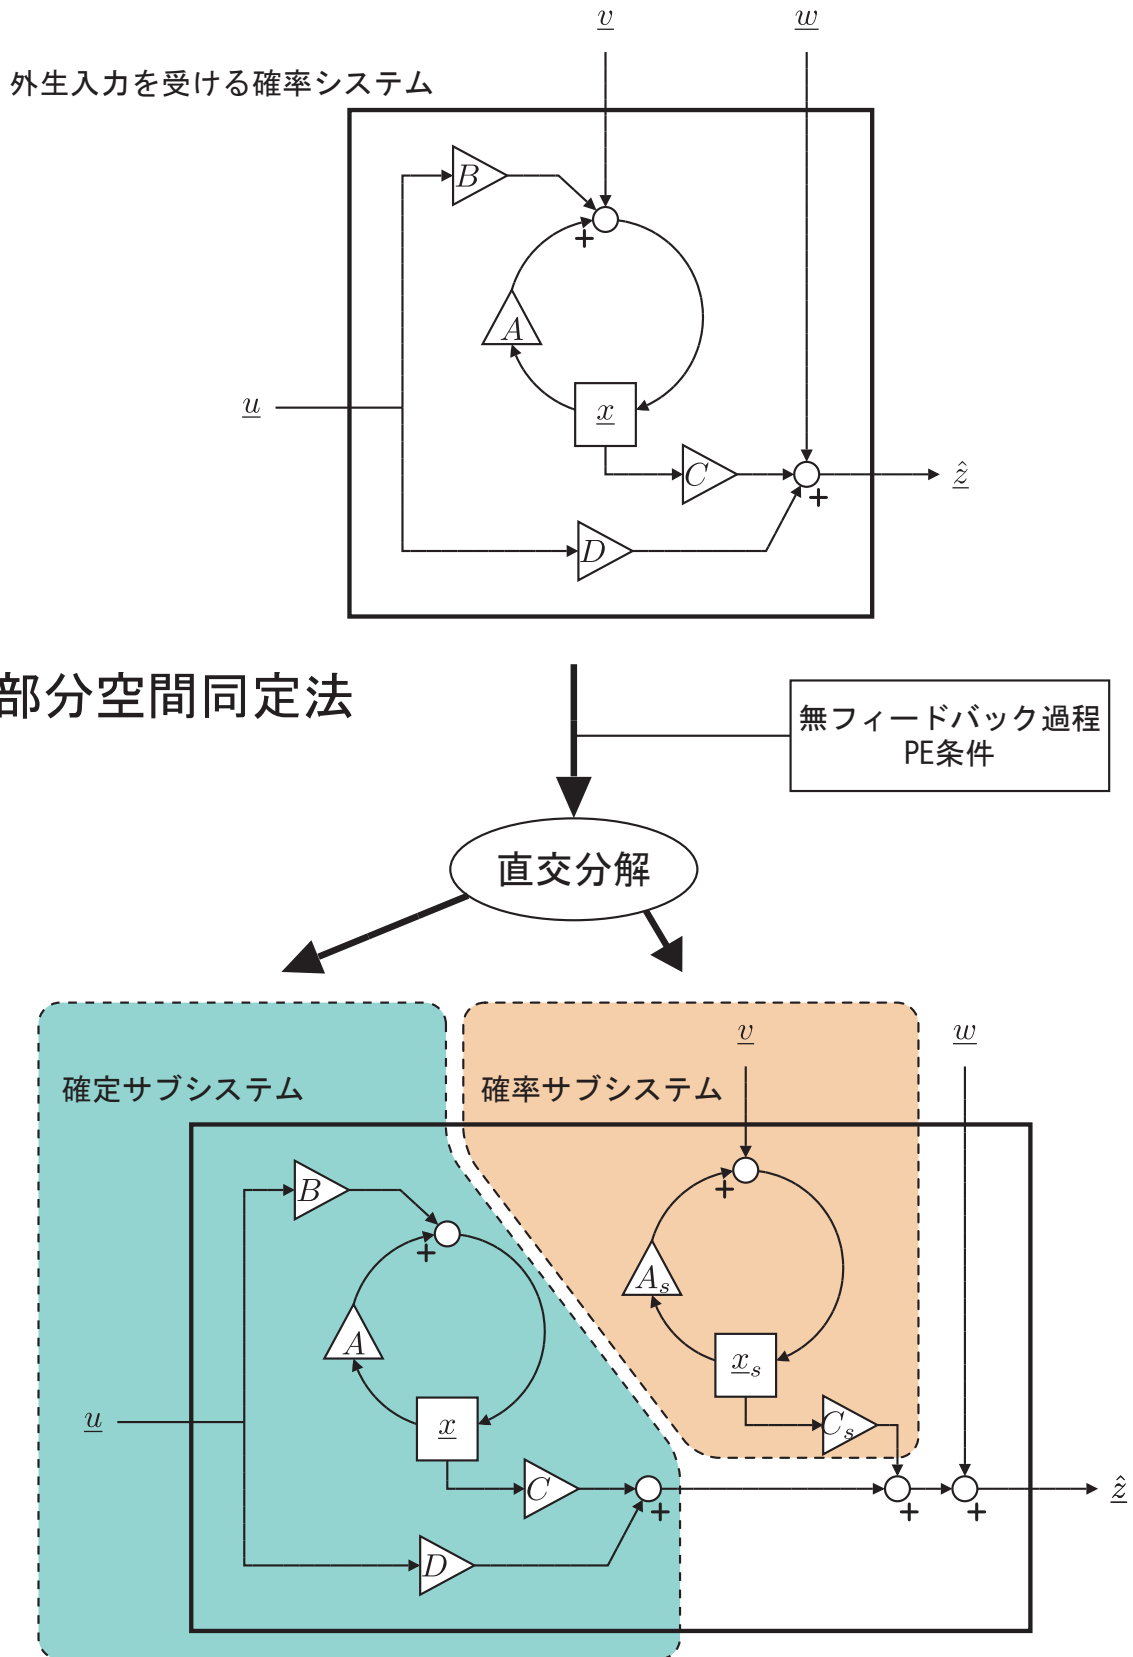 v w
外生入力を受ける確率システム
B
+
A
u x
C ẑ
+
D
部分空間同定法
無フィードバック過程
PE条件
直交分解
v w
確定サブシステム 確率サブシステム
B +
+ A_s
A x_s
u x C_s
C ẑ
+ + +
D